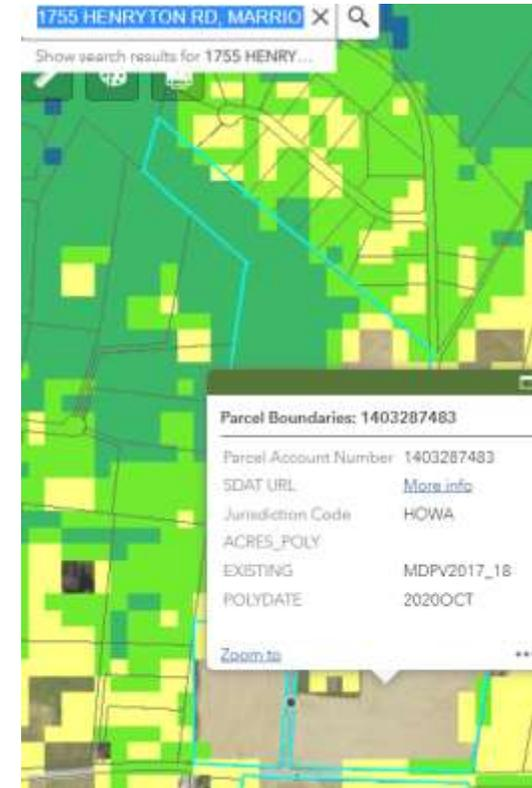 1755 HENRYTON RD, MARRIO
Show search results for 1755 HENRY...
Parcel Boundaries: 1403287483
Parcel Account Number 1403287483
SDAT URL More info
Jurisdiction Code HOWA
ACRES_POLY
EXISTING MDPV2017_18
POLYDATE 2020OCT
Zoom to